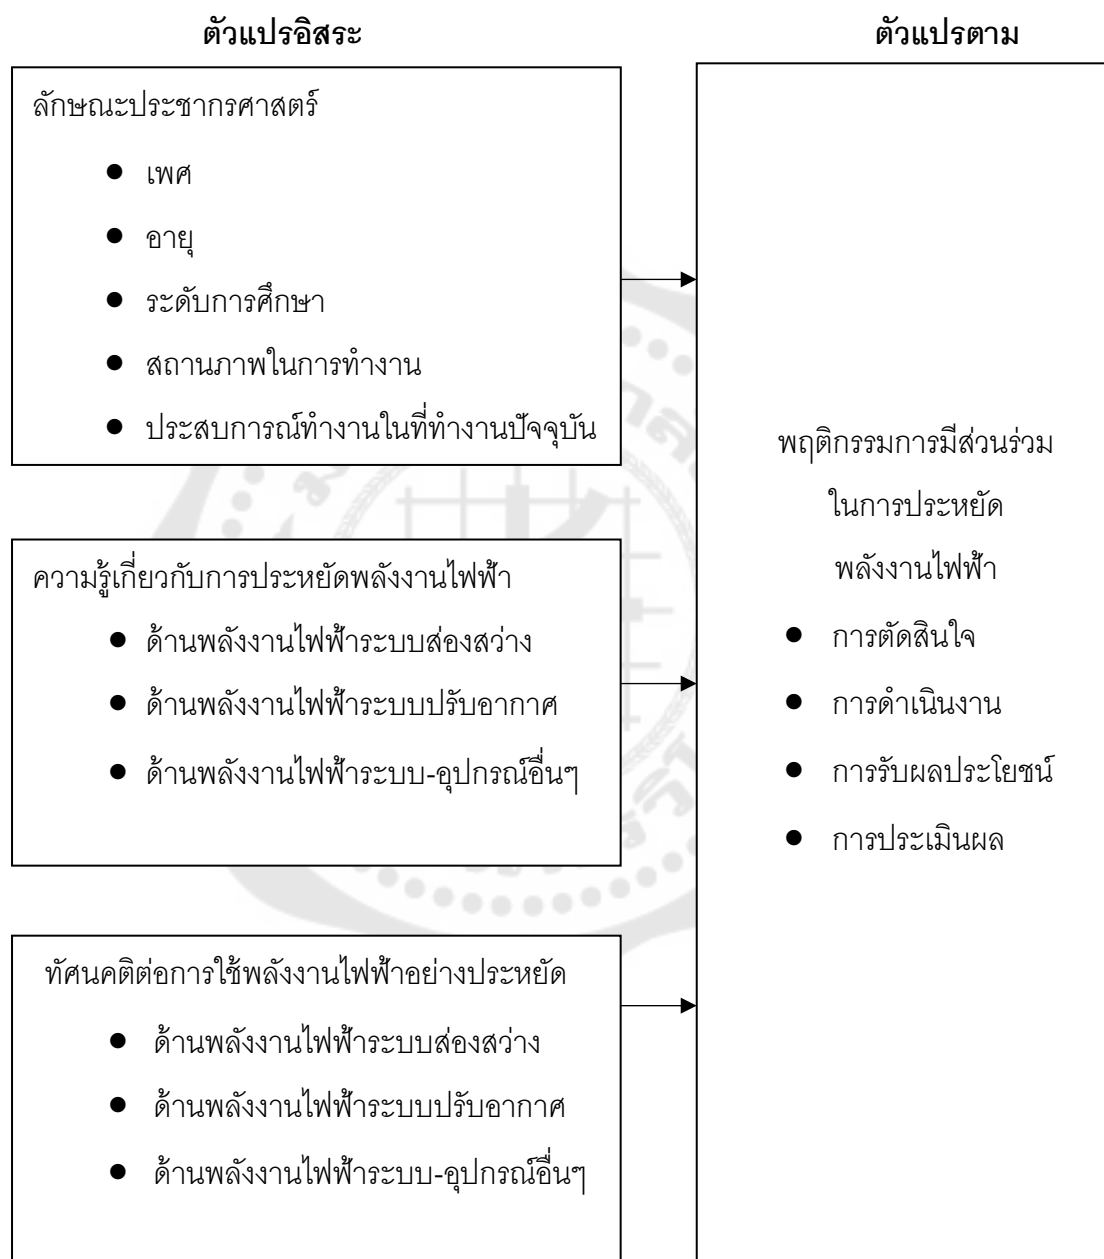 ตัวแปรอิสระ
ตัวแปรตาม
ลักษณะประชากรศาสตร์
● เพศ
● อายุ
● ระดับการศึกษา
● สถานภาพในการทำงาน
● ประสบการณ์ทำงานในที่ทำงานปัจจุบัน
ความรู้เกี่ยวกับการประหยัดพลังงานไฟฟ้า
● ด้านพลังงานไฟฟ้าระบบส่องสว่าง
● ด้านพลังงานไฟฟ้าระบบปรับอากาศ
● ด้านพลังงานไฟฟ้าระบบ-อุปกรณ์อื่นๆ
ทัศนคติต่อการใช้พลังงานไฟฟ้าอย่างประหยัด
● ด้านพลังงานไฟฟ้าระบบส่องสว่าง
● ด้านพลังงานไฟฟ้าระบบปรับอากาศ
● ด้านพลังงานไฟฟ้าระบบ-อุปกรณ์อื่นๆ
พฤติกรรมการมีส่วนร่วม
ในการประหยัด
พลังงานไฟฟ้า
● การตัดสินใจ
● การดำเนินงาน
● การรับผลประโยชน์
● การประเมินผล